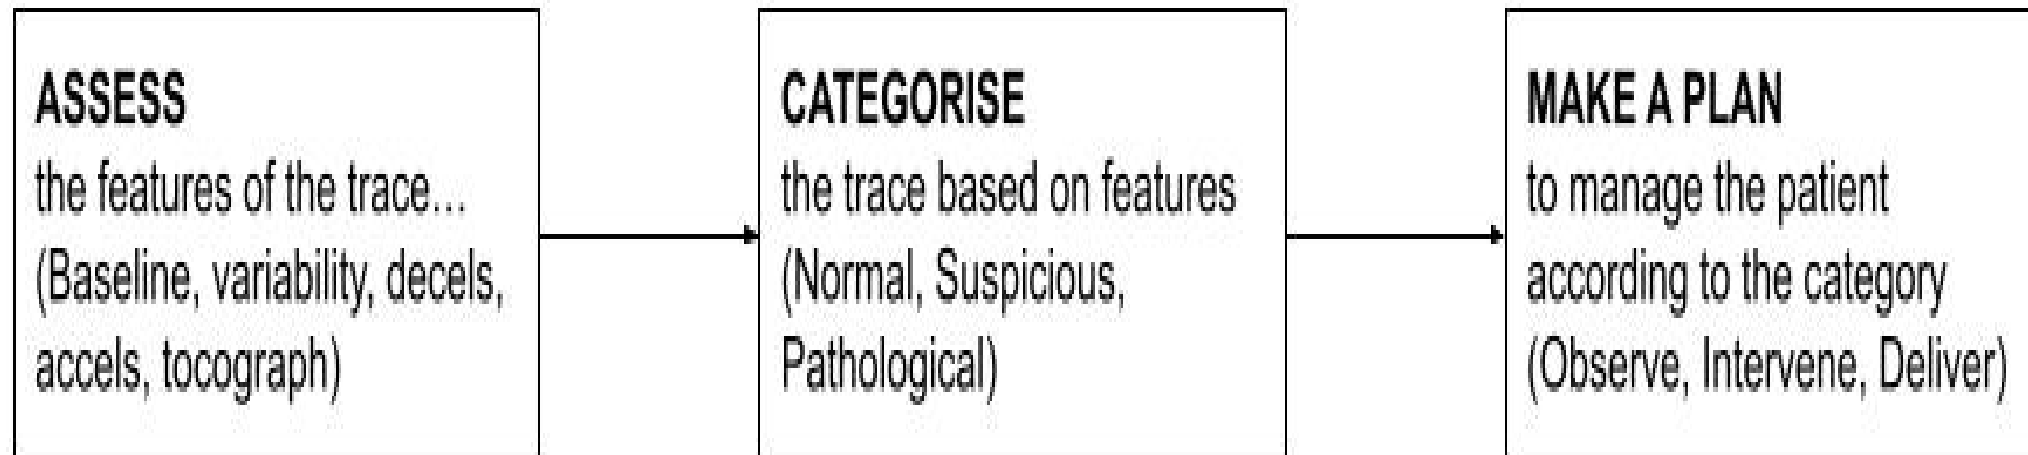 ASSESS
the features of the trace…
(Baseline, variability, decels,
accels, tocograph)
CATEGORISE
the trace based on features
(Normal, Suspicious,
Pathological)
MAKE A PLAN
to manage the patient
according to the category
(Observe, Intervene, Deliver)